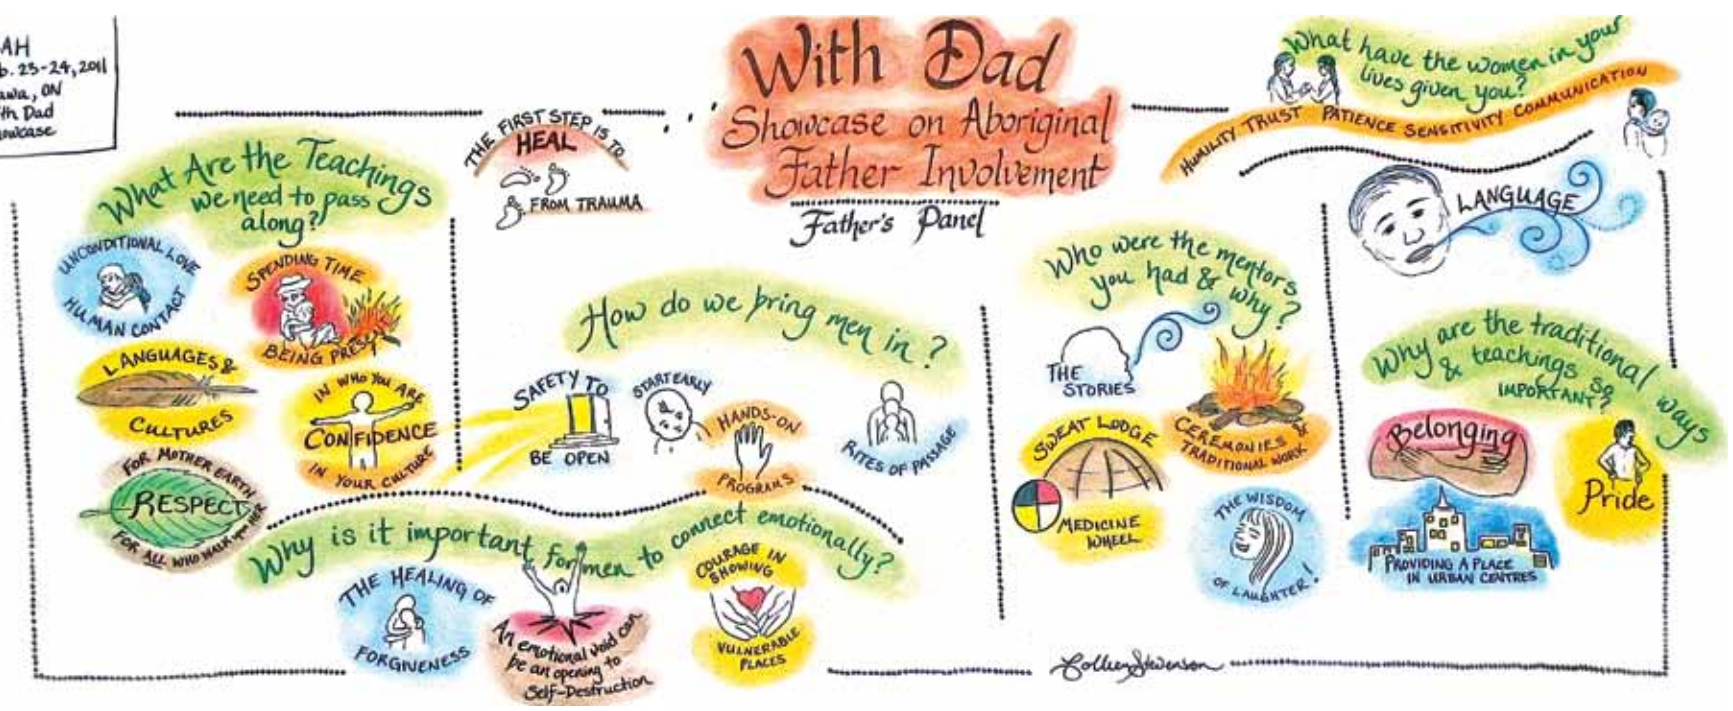 AH
b. 23-24, 2011
awa, ON
th Dad
owcase
With Dad
Showcase on Aboriginal
Father Involvement
Father's Panel
THE FIRST STEP IS TO
HEAL
FROM TRAUMA
What Are the Teachings
we need to pass
along?
UNCONDITIONAL LOVE
HUMAN CONTACT
SPENDING TIME
BEING PRESENT
LANGUAGES &
CULTURES
IN WHO YOU ARE
CONFIDENCE
IN YOUR CULTURE
FOR MOTHER EARTH
RESPECT
FOR ALL WHO WALK upon HER
How do we bring men in?
SAFETY TO
BE OPEN
START EARLY
HANDS-ON
PROGRAMS
RITES OF PASSAGE
Why is it important for men to connect emotionally?
THE HEALING OF
FORGIVENESS
An emotional void can
be an opening to
Self-Destruction
COURAGE IN
SHOWING
VULNERABLE
PLACES
Who were the mentors
you had & why?
THE
STORIES
CEREMONIES &
TRADITIONAL WORK
SWEAT LODGE
MEDICINE
WHEEL
THE WISDOM
OF LAUGHTER!
What have the women in your
lives given you?
HUMILITY TRUST PATIENCE SENSITIVITY COMMUNICATION
LANGUAGE
Why are the traditional ways
& teachings so
IMPORTANT?
Belonging
Pride
PROVIDING A PLACE
IN URBAN CENTRES
Colleen Stevenson